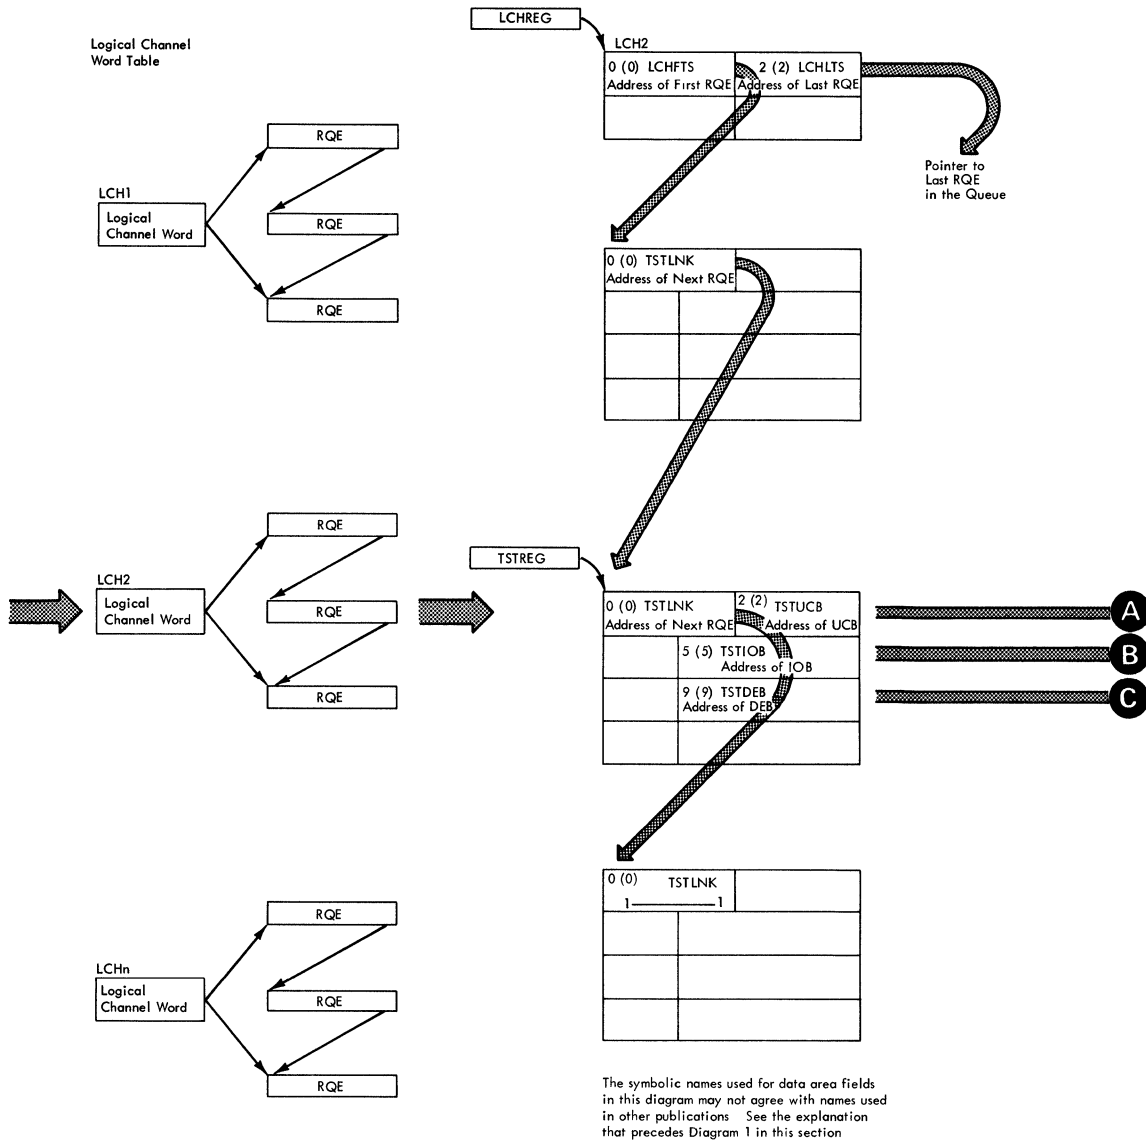 Logical Channel
Word Table
RQE
LCH1
Logical
Channel Word
RQE
RQE
LCHREG
LCH2
0 (0) LCHFTS
Address of First RQE
2 (2) LCHLTS
Address of Last RQE
Pointer to
Last RQE
in the Queue
0 (0) TSTLNK
Address of Next RQE
RQE
LCH2
Logical
Channel Word
RQE
RQE
TSTREG
0 (0) TSTLNK
Address of Next RQE
2 (2) TSTUCB
Address of UCB
5 (5) TSTIOB
Address of IOB
9 (9) TSTDEB
Address of DEB
A
B
C
RQE
LCHn
Logical
Channel Word
RQE
RQE
0 (0) TSTLNK
1 1
The symbolic names used for data area fields
in this diagram may not agree with names used
in other publications See the explanation
that precedes Diagram 1 in this section